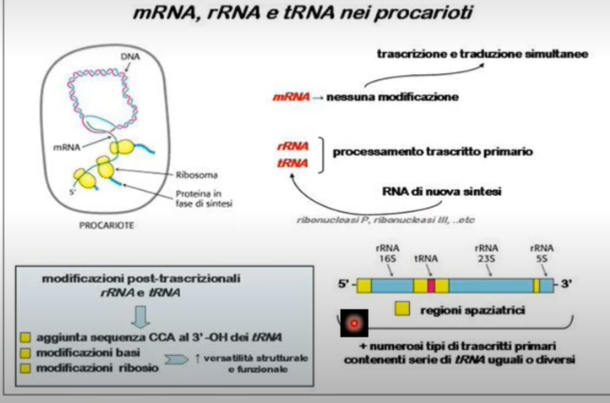 mRNA, rRNA e tRNA nei procarioti
DNA
mRNA
5'
Ribosoma
Proteina in
fase di sintesi
PROCARIOTE
trascrizione e traduzione simultanee
mRNA → nessuna modificazione
rRNA
tRNA
processamento trascritto primario
RNA di nuova sintesi
ribonucleasi P, ribonucleasi III, ..etc
modificazioni post-trascrizionali
rRNA e tRNA
aggiunta sequenza CCA al 3'-OH dei tRNA
modificazioni basi
modificazioni ribosio
↑ versatilità strutturale
e funzionale
rRNA
16S
tRNA
rRNA
23S
rRNA
5S
5'
3'
regioni spaziatrici
+ numerosi tipi di trascritti primari
contenenti serie di tRNA uguali o diversi